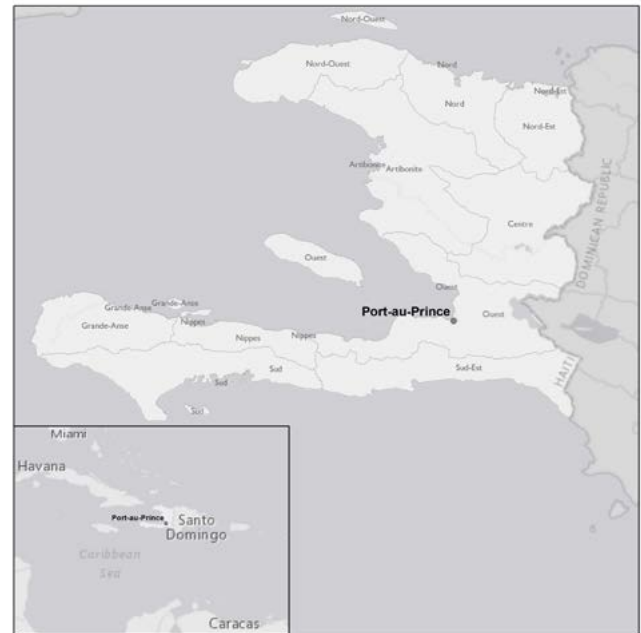 Nord-Ouest
Nord-Ouest
Nord
Nord-Est
Nord
Nord-Est
Artibonite
Artibonite
Centre
DOMINICAN REPUBLIC
Ouest
Ouest
Grande-Anse
Grande-Anse
Port-au-Prince
Ouest
Grande-Anse
Nippes
Nippes
Nippes
Sud-Est
HAITI
Sud
Sud
Sud
Miami
Havana
Port-au-Prince
Santo
Domingo
Caribbean
Sea
Caracas